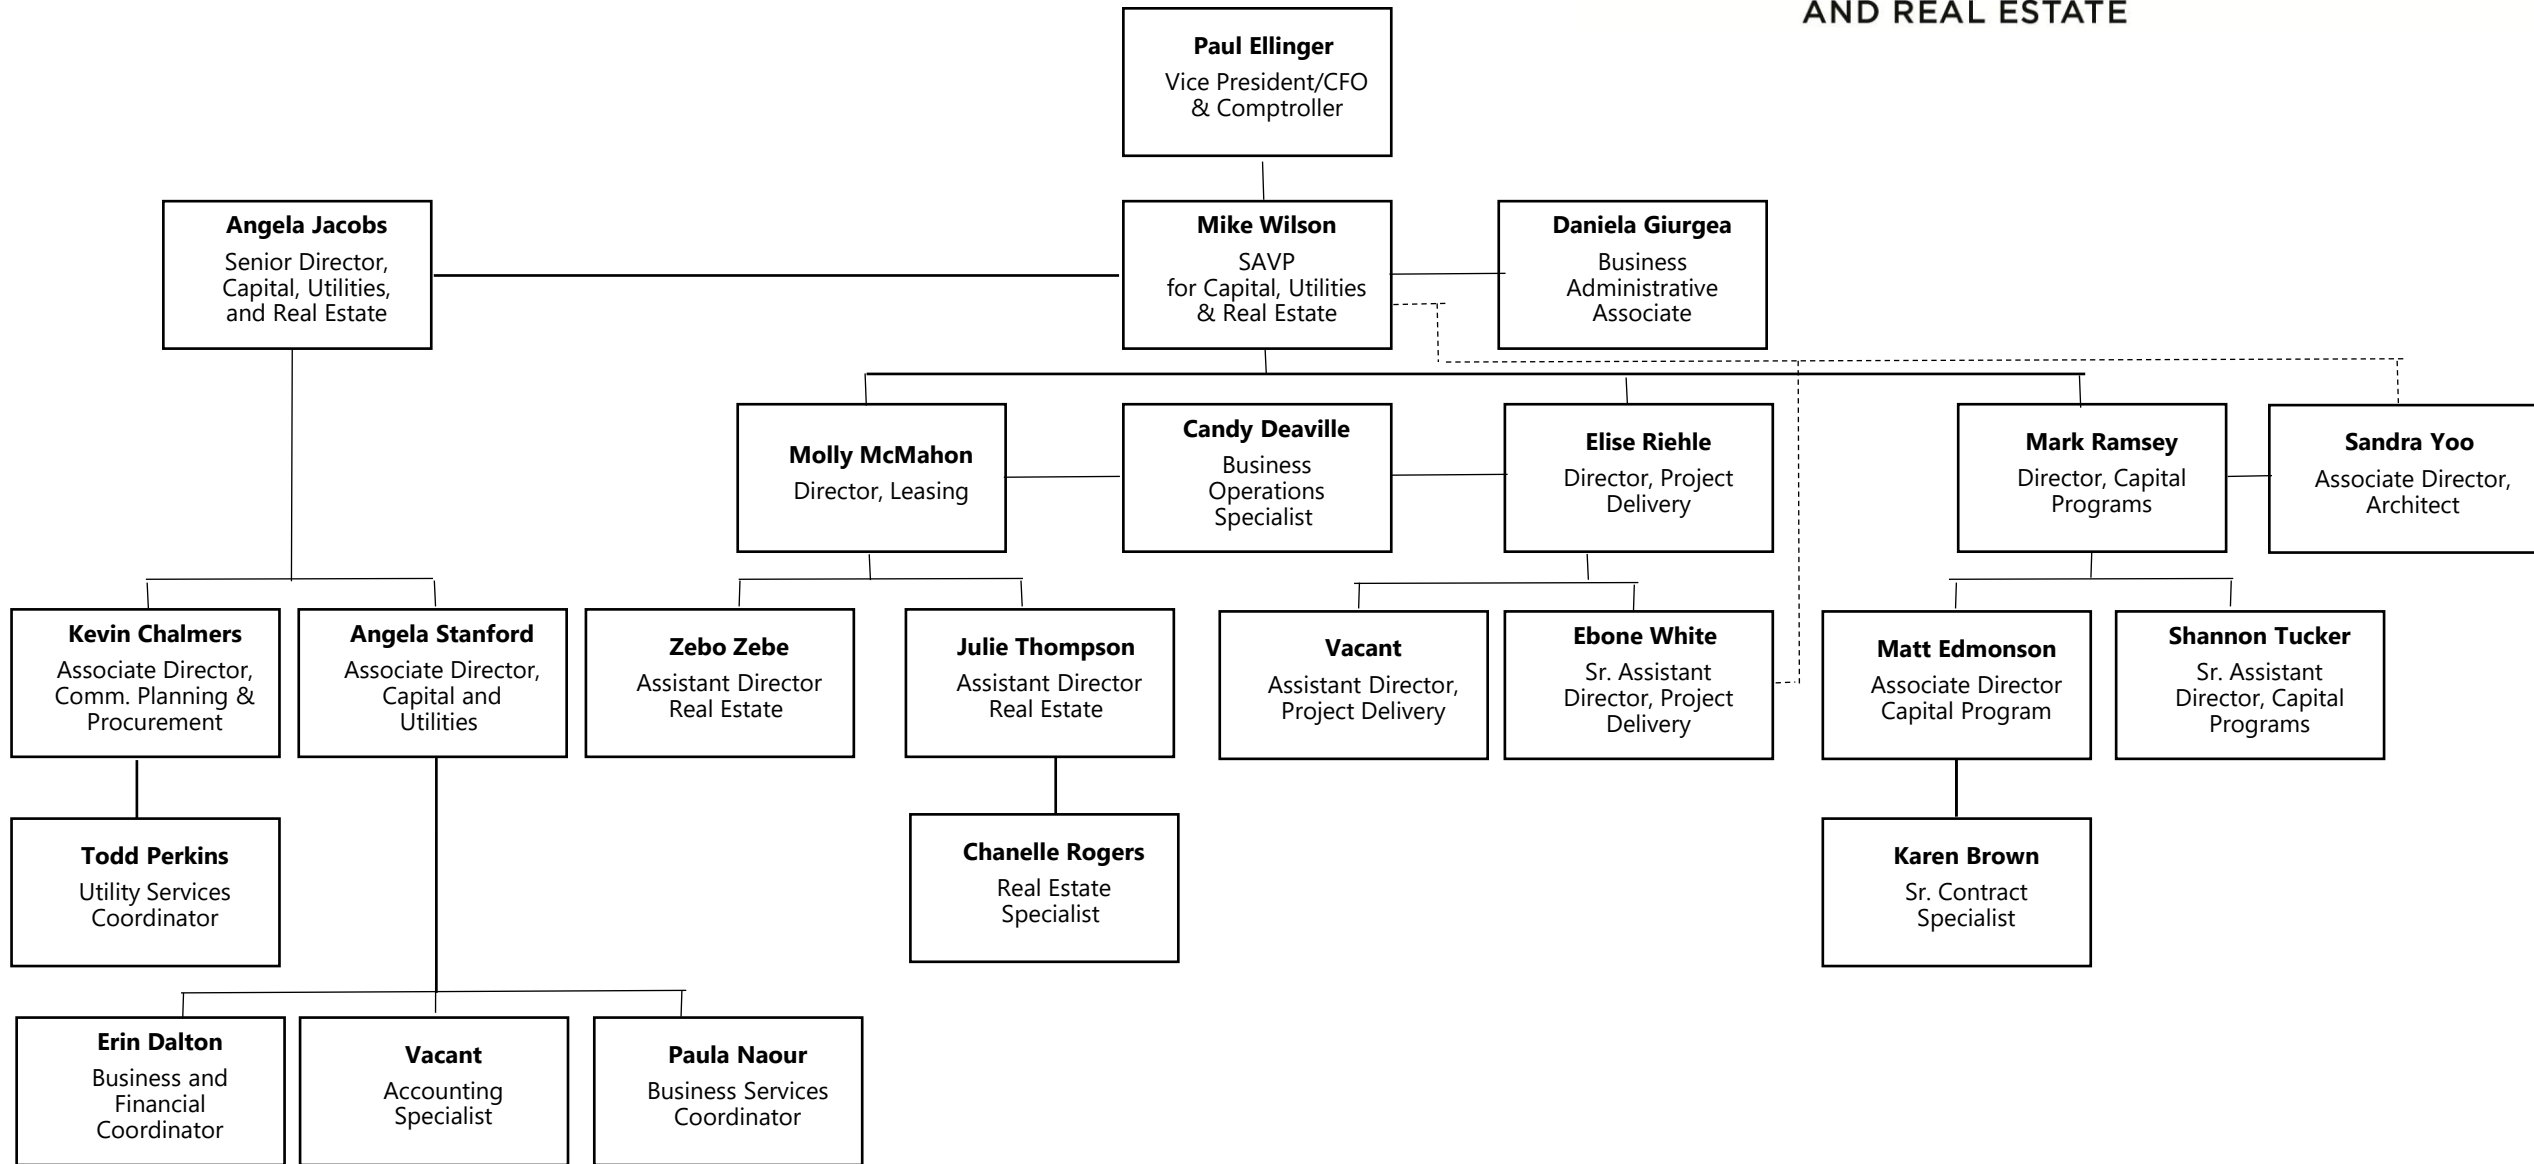 AND REAL ESTATE
Paul Ellinger
Vice President/CFO
& Comptroller
Angela Jacobs
Senior Director,
Capital, Utilities,
and Real Estate
Mike Wilson
SAVP
for Capital, Utilities
& Real Estate
Daniela Giurgea
Business
Administrative
Associate
Molly McMahon
Director, Leasing
Candy Deaville
Business
Operations
Specialist
Elise Riehle
Director, Project
Delivery
Mark Ramsey
Director, Capital
Programs
Sandra Yoo
Associate Director,
Architect
Kevin Chalmers
Associate Director,
Comm. Planning &
Procurement
Angela Stanford
Associate Director,
Capital and
Utilities
Zebo Zebe
Assistant Director
Real Estate
Julie Thompson
Assistant Director
Real Estate
Vacant
Assistant Director,
Project Delivery
Ebone White
Sr. Assistant
Director, Project
Delivery
Matt Edmonson
Associate Director
Capital Program
Shannon Tucker
Sr. Assistant
Director, Capital
Programs
Todd Perkins
Utility Services
Coordinator
Chanelle Rogers
Real Estate
Specialist
Karen Brown
Sr. Contract
Specialist
Erin Dalton
Business and
Financial
Coordinator
Vacant
Accounting
Specialist
Paula Naour
Business Services
Coordinator